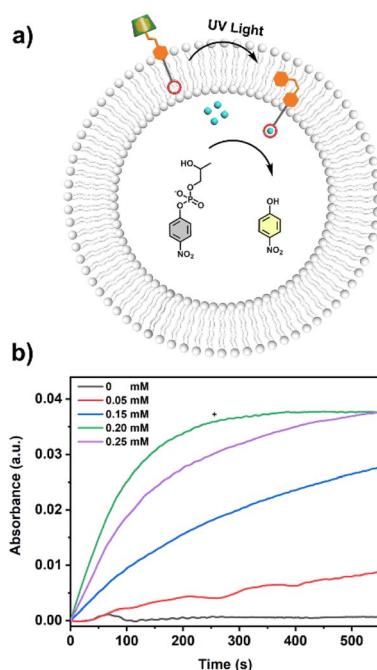 a)
UV Light
HO
O
-O
P
O
O
NO₂
OH
NO₂
b)
0 mM
0.05 mM
0.15 mM
0.20 mM
0.25 mM
+
0.04
0.03
0.02
0.01
0.00
Absorbance (a.u.)
0 100 200 300 400 500
Time (s)